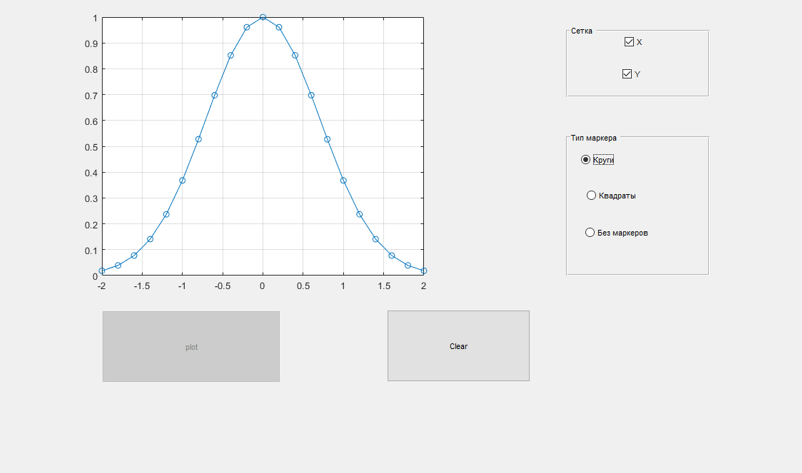 1
0.9
0.8
0.7
0.6
0.5
0.4
0.3
0.2
0.1
0
-2 -1.5 -1 -0.5 0 0.5 1 1.5 2
plot
Clear
Сетка
X
Y
Тип маркера
Круги
Квадраты
Без маркеров